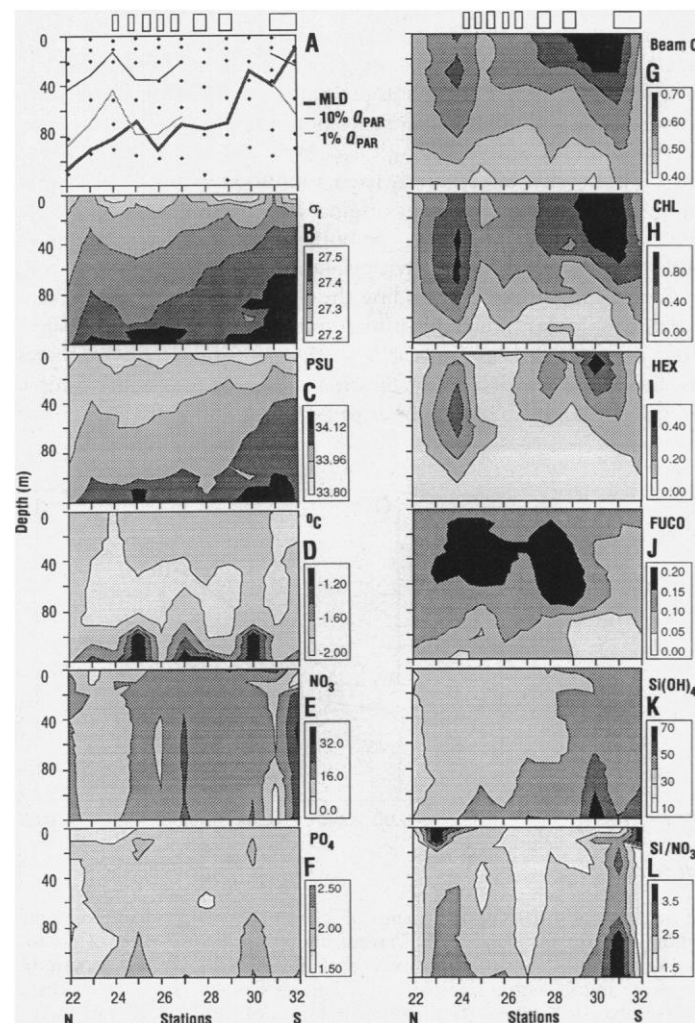 A
0
40
80
MLD
10% Q_PAR
1% Q_PAR
σt
B
0
40
80
27.5
27.4
27.3
27.2
PSU
C
0
40
80
34.12
33.96
33.80
Depth (m)
⁰C
D
0
40
80
-1.20
-1.60
-2.00
NO₃
E
0
40
80
32.0
16.0
0.0
PO₄
F
0
40
80
2.50
2.00
1.50
22 24 26 28 30 32
N Stations S
Beam C
G
0.70
0.60
0.50
0.40
CHL
H
0.80
0.40
0.00
HEX
I
0.40
0.20
0.00
FUCO
J
0.20
0.15
0.10
0.05
0.00
Si(OH)₄
K
70
50
30
10
Si/NO₃
L
3.5
2.5
1.5
22 24 26 28 30 32
N Stations S